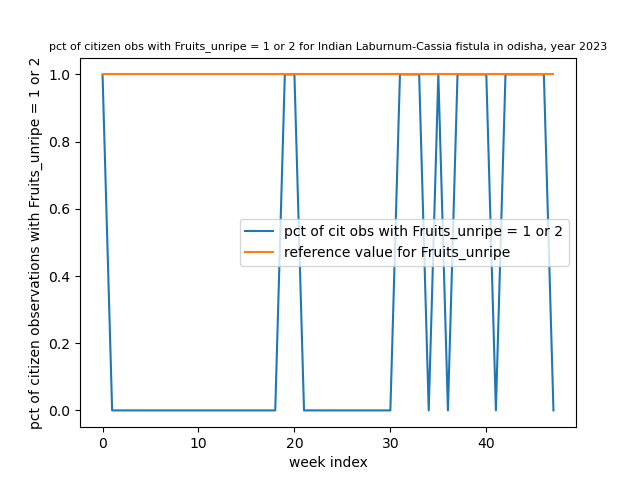 pct of citizen obs with Fruits_unripe = 1 or 2 for Indian Laburnum-Cassia fistula in odisha, year 2023
pct of citizen observations with Fruits_unripe = 1 or 2
1.0
0.8
0.6
0.4
0.2
0.0
pct of cit obs with Fruits_unripe = 1 or 2
reference value for Fruits_unripe
0 10 20 30 40
week index